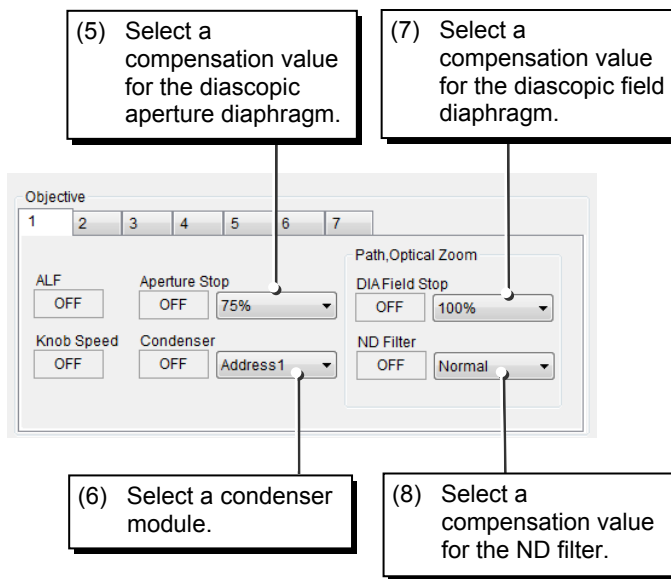 (5) Select a
compensation value
for the diascopic
aperture diaphragm.
(7) Select a
compensation value
for the diascopic field
diaphragm.
Objective
1 2 3 4 5 6 7
Path,Optical Zoom
ALF Aperture Stop DIA Field Stop
OFF OFF 75% OFF 100%
Knob Speed Condenser ND Filter
OFF OFF Address1 OFF Normal
(6) Select a condenser
module.
(8) Select a
compensation value
for the ND filter.